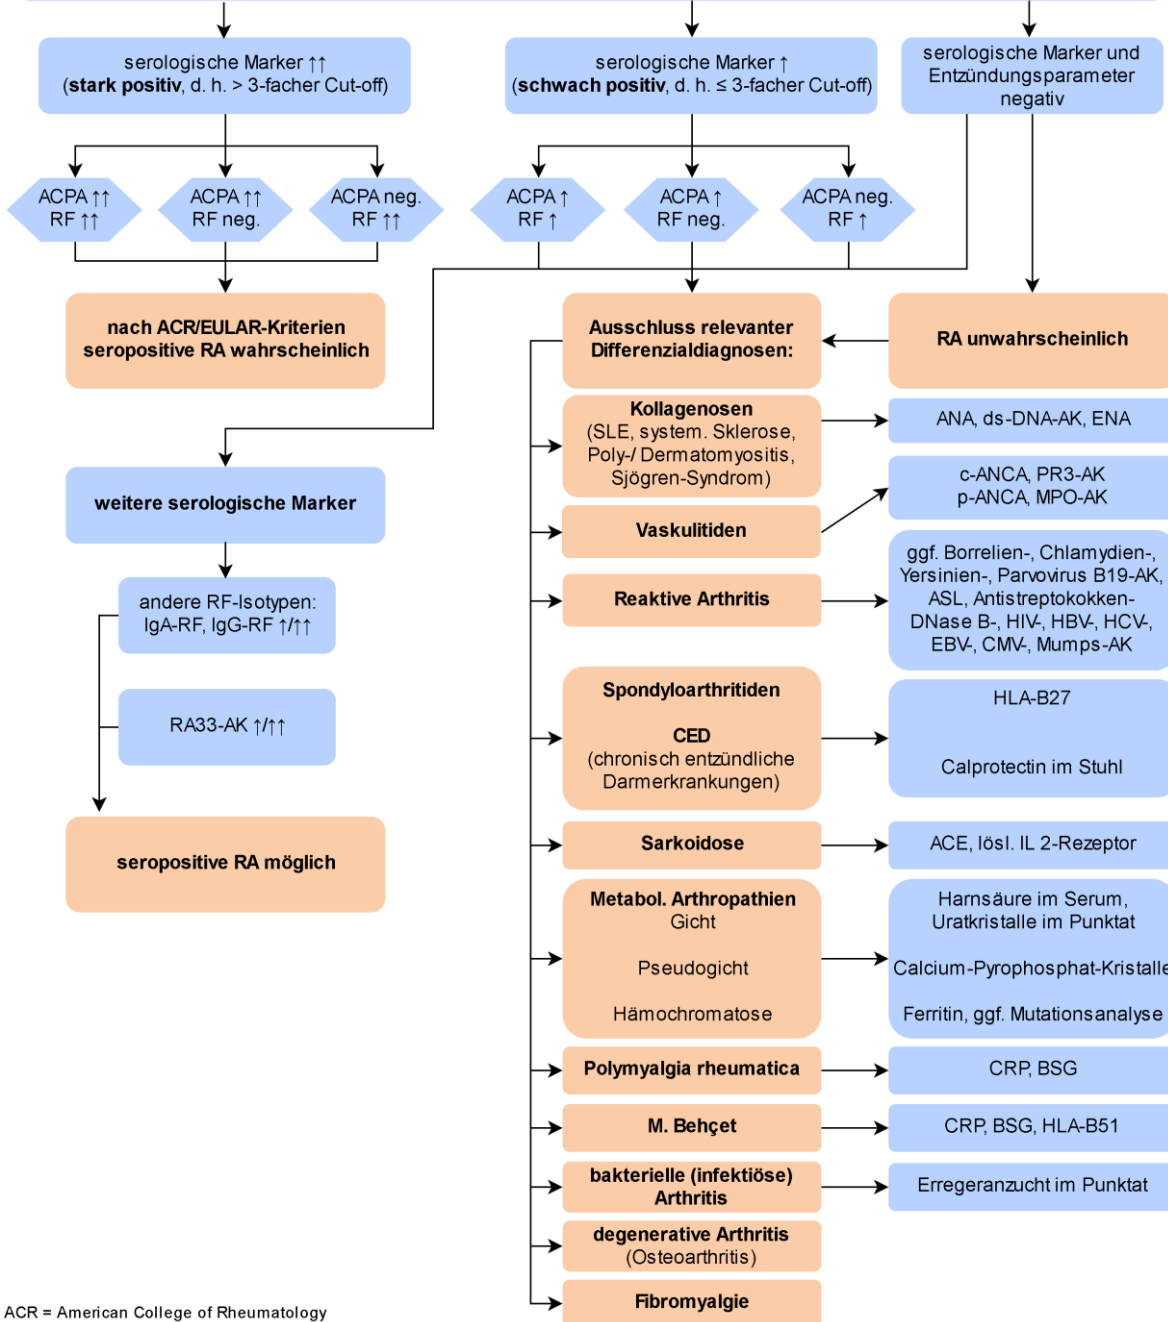 serologische Marker ↑↑
(stark positiv, d. h. > 3-facher Cut-off)
serologische Marker ↑
(schwach positiv, d. h. ≤ 3-facher Cut-off)
serologische Marker und
Entzündungsparameter
negativ
ACPA ↑↑
RF ↑↑
ACPA ↑↑
RF neg.
ACPA neg.
RF ↑↑
ACPA ↑
RF ↑
ACPA ↑
RF neg.
ACPA neg.
RF ↑
nach ACR/EULAR-Kriterien
seropositive RA wahrscheinlich
Ausschluss relevanter
Differenzialdiagnosen:
RA unwahrscheinlich
weitere serologische Marker
andere RF-Isotypen:
IgA-RF, IgG-RF ↑/↑↑
RA33-AK ↑/↑↑
seropositive RA möglich
Kollagenosen
(SLE, system. Sklerose,
Poly-/ Dermatomyositis,
Sjögren-Syndrom)
ANA, ds-DNA-AK, ENA
Vaskulitiden
c-ANCA, PR3-AK
p-ANCA, MPO-AK
Reaktive Arthritis
ggf. Borrelien-, Chlamydien-,
Yersinien-, Parvovirus B19-AK,
ASL, Antistreptokokken-
DNase B-, HIV-, HBV-, HCV-,
EBV-, CMV-, Mumps-AK
Spondyloarthritiden
CED
(chronisch entzündliche
Darmerkrankungen)
HLA-B27
Calprotectin im Stuhl
Sarkoidose
ACE, lösl. IL 2-Rezeptor
Metabol. Arthropathien
Gicht
Pseudogicht
Hämochromatose
Harnsäure im Serum,
Uratkristalle im Punktat
Calcium-Pyrophosphat-Kristalle
Ferritin, ggf. Mutationsanalyse
Polymyalgia rheumatica
CRP, BSG
M. Behçet
CRP, BSG, HLA-B51
bakterielle (infektiöse)
Arthritis
Erregeranzucht im Punktat
degenerative Arthritis
(Osteoarthritis)
Fibromyalgie
ACR = American College of Rheumatology